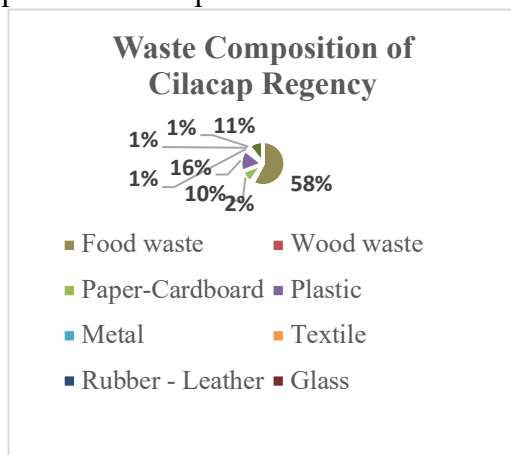 Waste Composition of
Cilacap Regency
1% 1% 11%
1% 16% 58%
10% 2%
Food waste Wood waste
Paper-Cardboard Plastic
Metal Textile
Rubber - Leather Glass